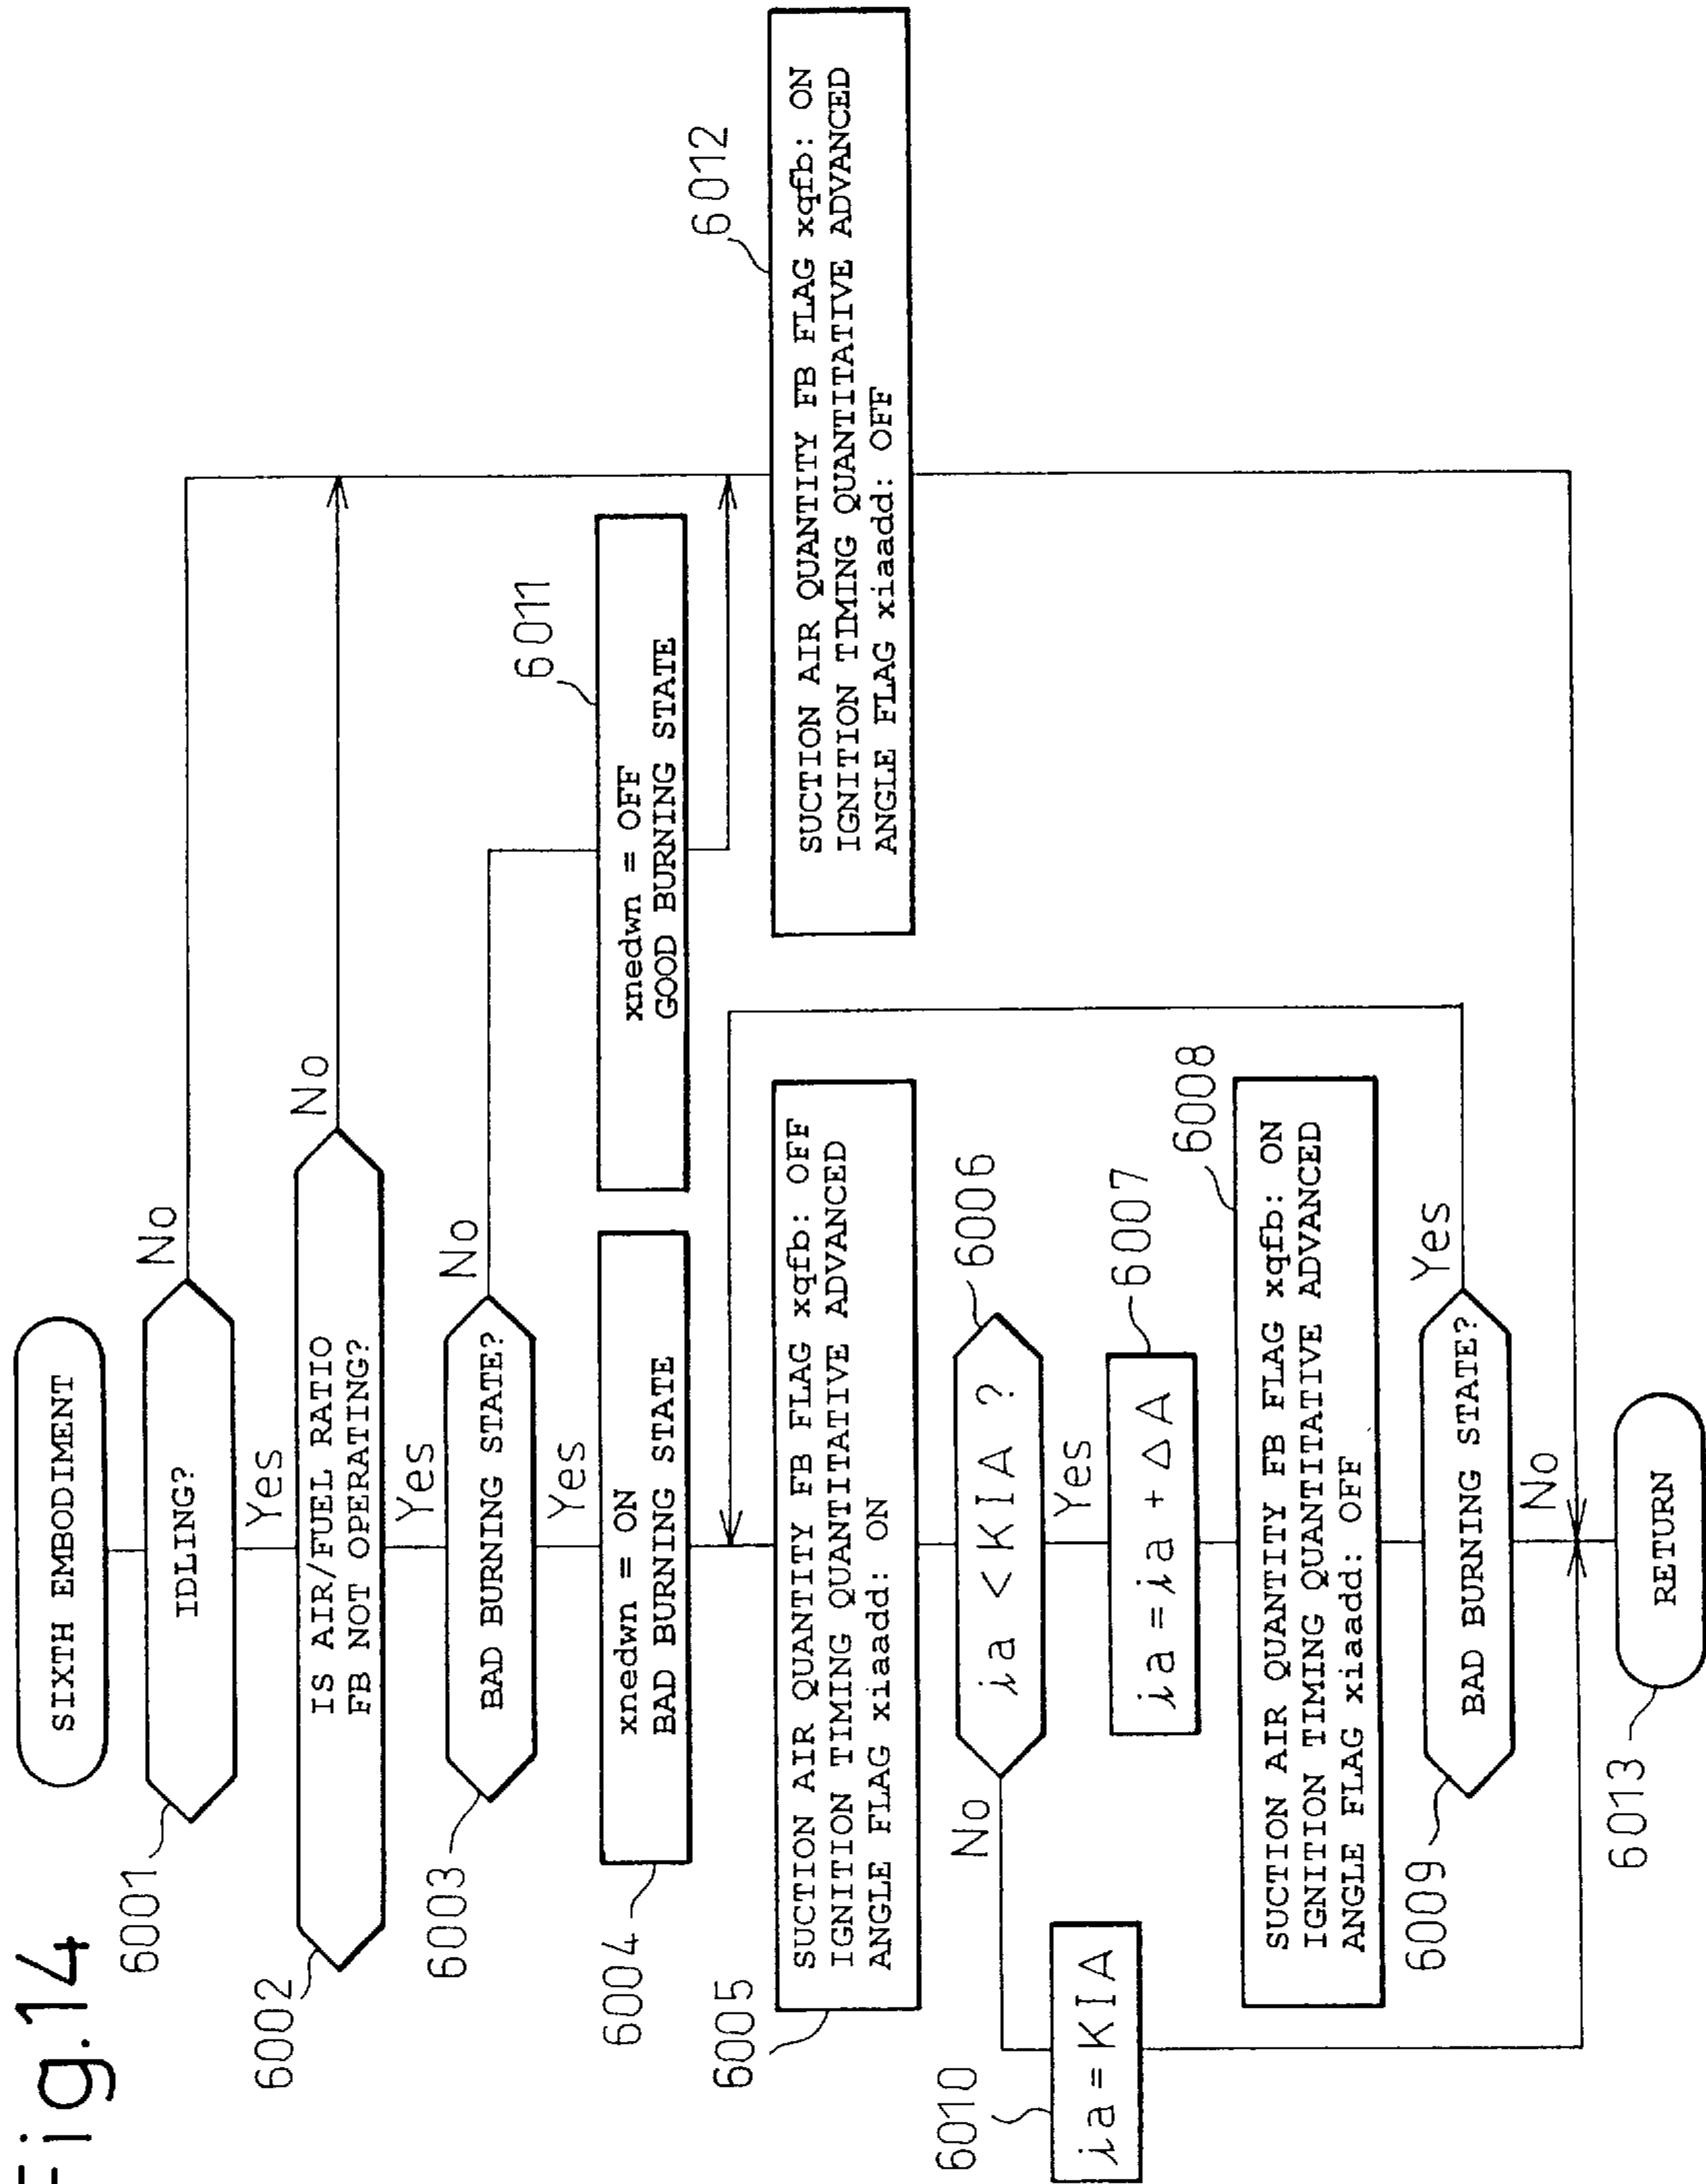 Fig.14
SIXTH EMBODIMENT
6001
IDLING?
No
Yes
6002
IS AIR/FUEL RATIO
FB NOT OPERATING?
No
Yes
6003
BAD BURNING STATE?
No
Yes
6004
xnedwn = ON
BAD BURNING STATE
6011
xnedwn = OFF
GOOD BURNING STATE
6005
SUCTION AIR QUANTITY FB FLAG xqfb: OFF
IGNITION TIMING QUANTITATIVE ADVANCED
ANGLE FLAG xiaadd: ON
6012
SUCTION AIR QUANTITY FB FLAG xqfb: ON
IGNITION TIMING QUANTITATIVE ADVANCED
ANGLE FLAG xiaadd: OFF
6006
ia < KIA ?
No
Yes
6010
ia = KIA
6007
ia = ia + ΔA
6008
SUCTION AIR QUANTITY FB FLAG xqfb: ON
IGNITION TIMING QUANTITATIVE ADVANCED
ANGLE FLAG xiaadd: OFF
6009
BAD BURNING STATE?
Yes
No
6013
RETURN